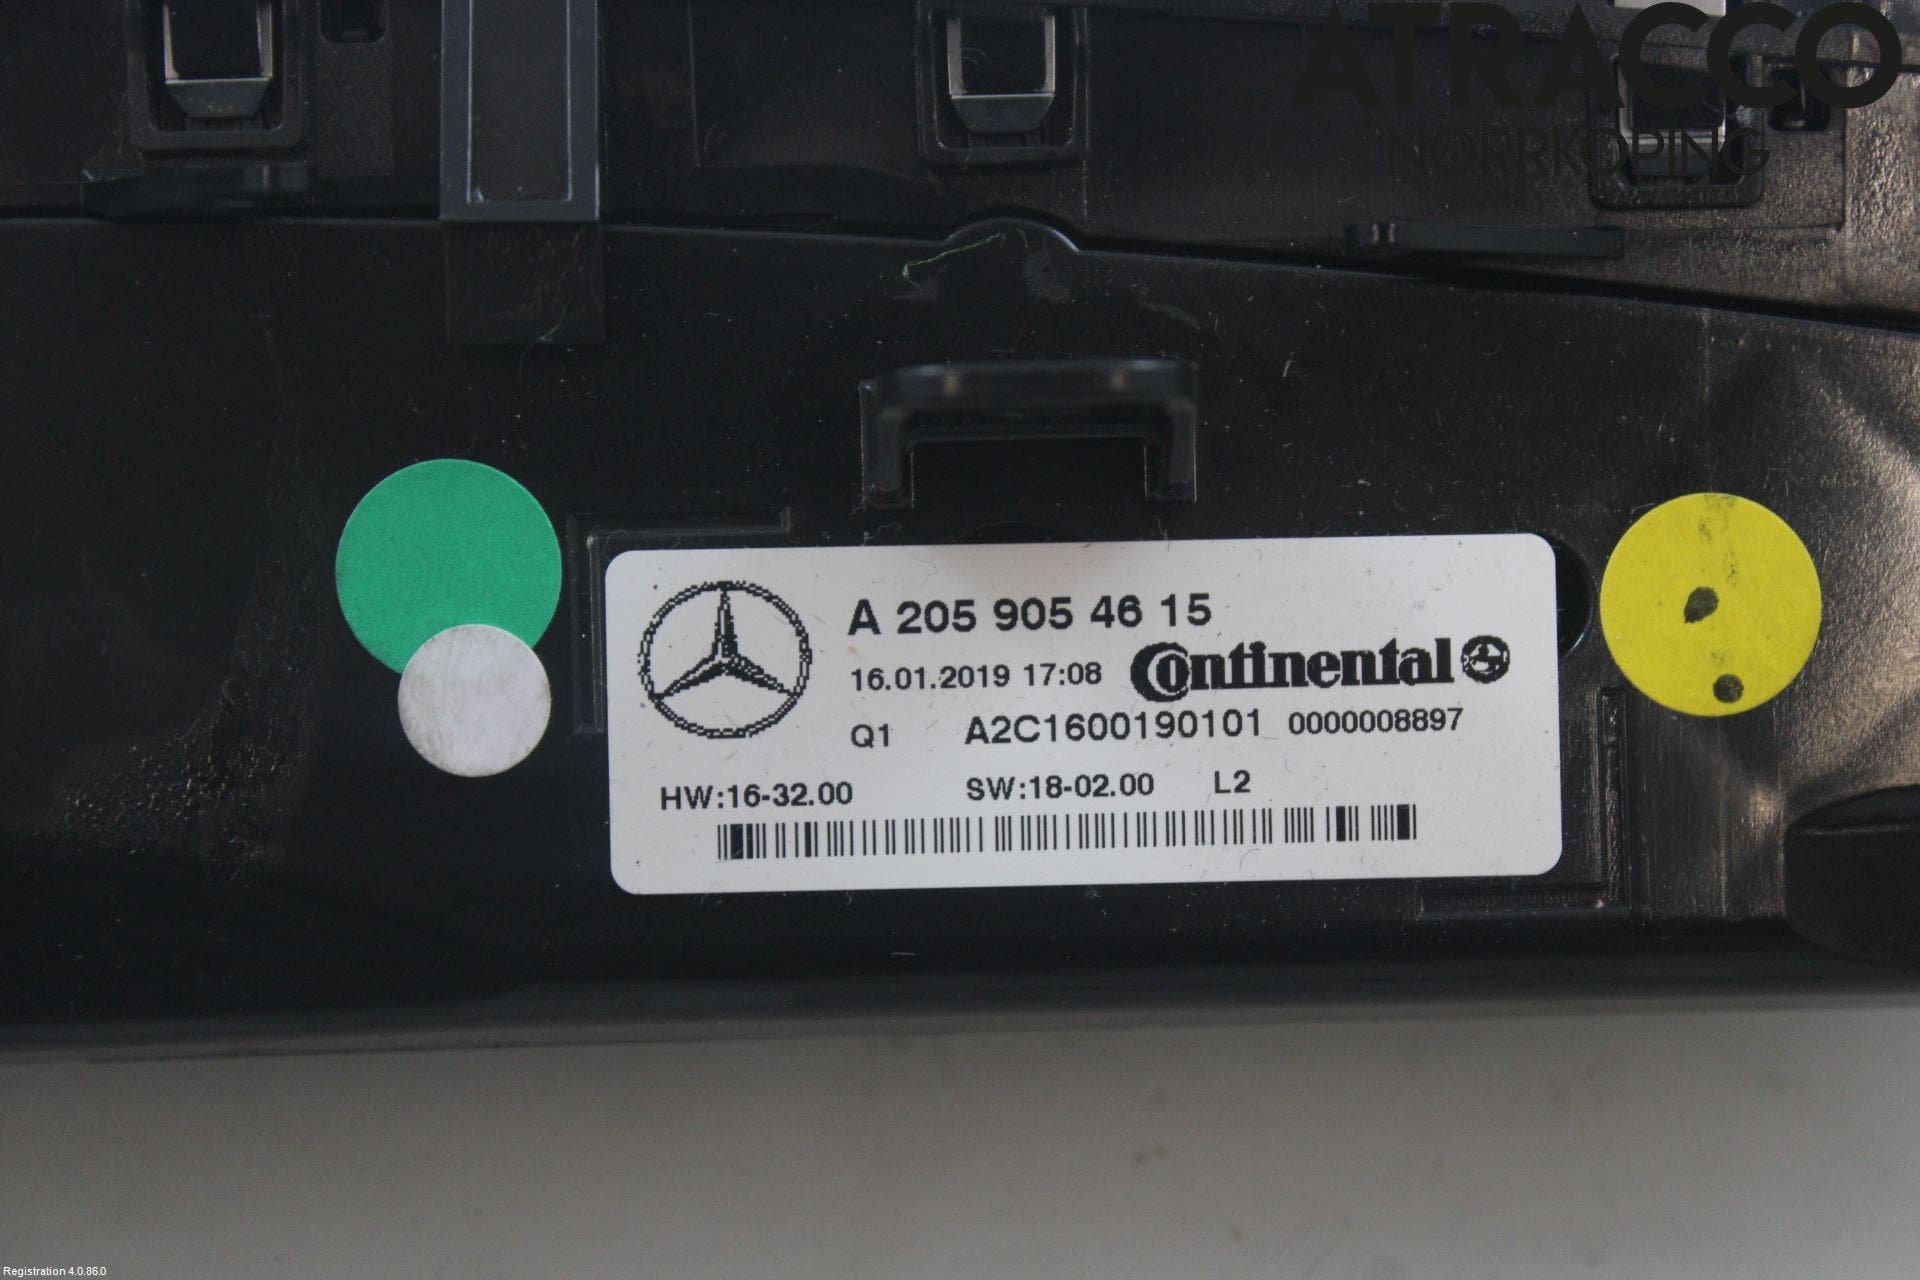 ATRACCO
NORRKÖPING
A 205 905 46 15
16.01.2019 17:08 Continental
Q1 A2C1600190101 0000008897
HW:16-32.00 SW:18-02.00 L2
Registration 4.0.86.0